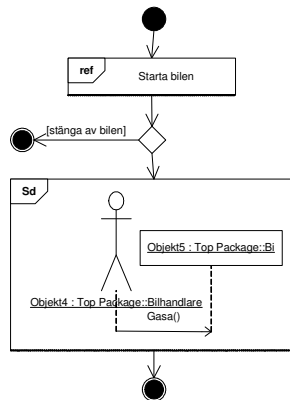 ref
Starta bilen
[stänga av bilen]
Sd
Objekt5 : Top Package::Bi
Objekt4 : Top Package::Bilhandlare
Gasa()